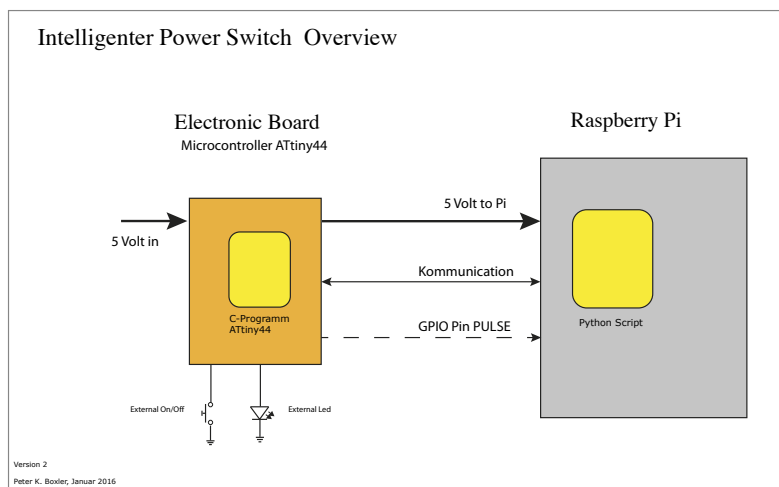 Intelligenter Power Switch  Overview
Electronic Board
Microcontroller ATtiny44
Raspberry Pi
5 Volt in
5 Volt to Pi
Kommunication
GPIO Pin PULSE
C-Programm
ATtiny44
Python Script
External On/Off
External Led
Version 2
Peter K. Boxler, Januar 2016